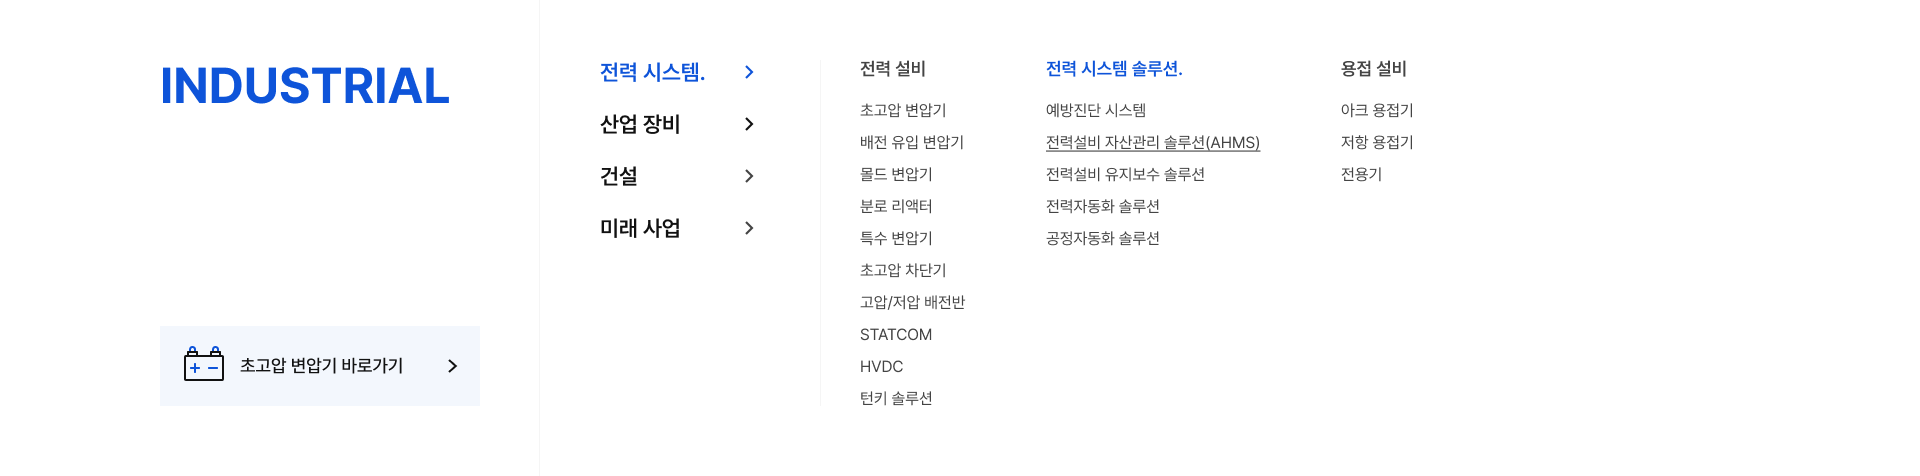 INDUSTRIAL
초고압 변압기 바로가기
전력 시스템.
산업 장비
건설
미래 사업
전력 설비
초고압 변압기
배전 유입 변압기
몰드 변압기
분로 리액터
특수 변압기
초고압 차단기
고압/저압 배전반
STATCOM
HVDC
턴키 솔루션
전력 시스템 솔루션.
예방진단 시스템
전력설비 자산관리 솔루션(AHMS)
전력설비 유지보수 솔루션
전력자동화 솔루션
공정자동화 솔루션
용접 설비
아크 용접기
저항 용접기
전용기